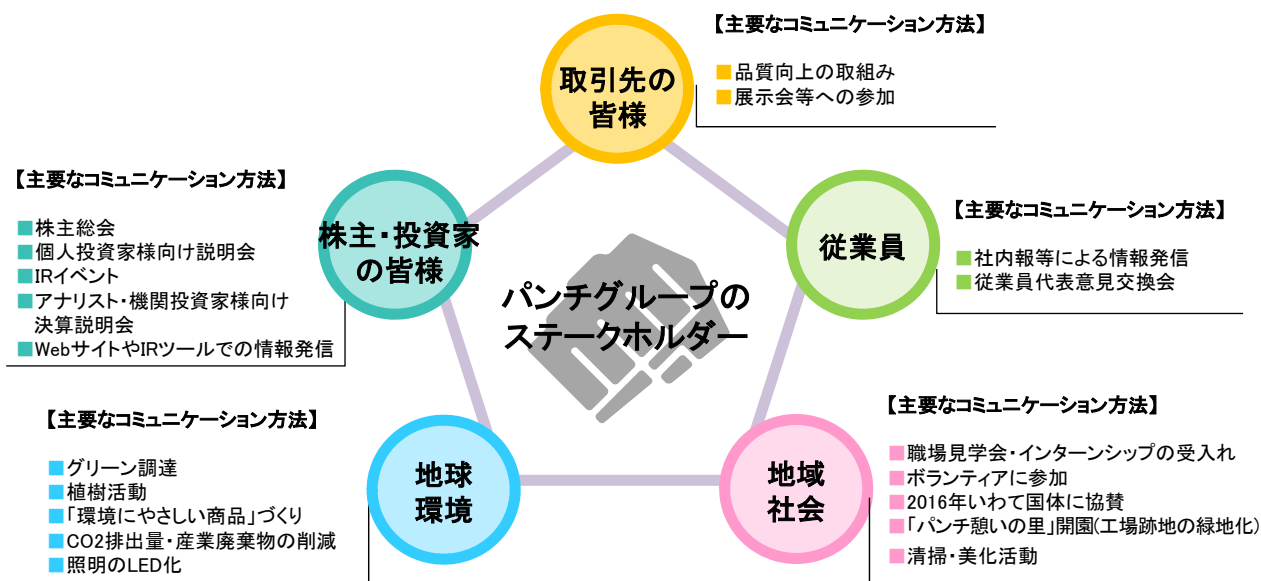 【主要なコミュニケーション方法】
■品質向上の取組み
■展示会等への参加
取引先の
皆様
【主要なコミュニケーション方法】
■株主総会
■個人投資家様向け説明会
■IRイベント
■アナリスト・機関投資家様向け
決算説明会
■WebサイトやIRツールでの情報発信
株主・投資家
の皆様
従業員
【主要なコミュニケーション方法】
■社内報等による情報発信
■従業員代表意見交換会
パンチグループの
ステークホルダー
【主要なコミュニケーション方法】
■グリーン調達
■植樹活動
■「環境にやさしい商品」づくり
■CO2排出量・産業廃棄物の削減
■照明のLED化
地球
環境
地域
社会
【主要なコミュニケーション方法】
■職場見学会・インターンシップの受入れ
■ボランティアに参加
■2016年いわて国体に協賛
■「パンチ憩いの里」開園(工場跡地の緑地化)
■清掃・美化活動